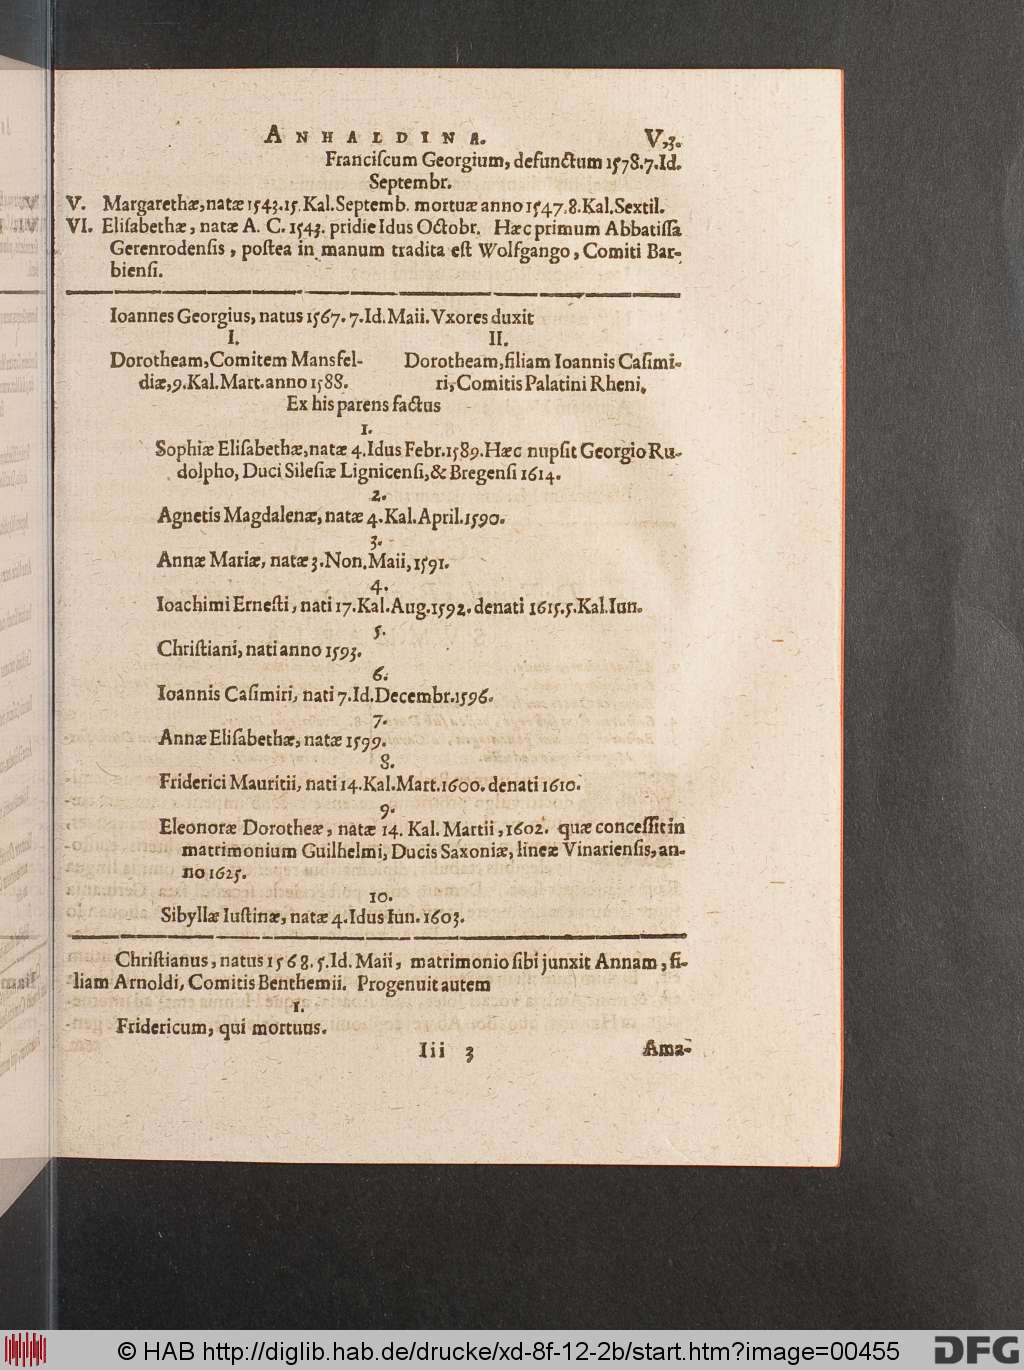 ANHALDINA. V,3.
Franciſcum Georgium, defunctum 1578.7.Id.
Septembr.
V. Margarethæ, natæ 1543.15. Kal. Septemb. mortuæ anno 1547.8.Kal.Sextil.
VI. Eliſabethæ, natæ A. C. 1543. pridie Idus Octobr. Hæc primum Abbatiſſa
Gerenrodenſis, poſtea in manum tradita eſt Wolfgango, Comiti Bar-
bienſi.
Ioannes Georgius, natus 1567. 7. Id. Maii. Vxores duxit
I. II.
Dorotheam, Comitem Mansfel- Dorotheam, filiam Ioannis Caſimi-
diæ, 9. Kal. Mart. anno 1588. ri, Comitis Palatini Rheni.
Ex his parens factus
1.
Sophiæ Eliſabethæ, natæ 4. Idus Febr. 1589. Hæc nupſit Georgio Ru-
dolpho, Duci Sileſiæ Lignicenſi, & Bregenſi 1614.
2.
Agnetis Magdalenæ, natæ 4. Kal. April. 1590.
3.
Annæ Mariæ, natæ 3. Non. Maii, 1591.
4.
Ioachimi Erneſti, nati 17. Kal. Aug. 1592. denati 1615. 5. Kal. Iun.
5.
Chriſtiani, nati anno 1593.
6.
Ioannis Caſimiri, nati 7. Id. Decembr. 1596.
7.
Annæ Eliſabethæ, natæ 1599.
8.
Friderici Mauritii, nati 14. Kal. Mart. 1600. denati 1610.
9.
Eleonoræ Dorotheæ, natæ 14. Kal. Martii, 1602. quæ conceſſit in
matrimonium Guilhelmi, Ducis Saxoniæ, lineæ Vinarienſis, an-
no 1625.
10.
Sibyllæ Iuſtinæ, natæ 4. Idus Iun. 1603.
Chriſtianus, natus 1568. 5. Id. Maii, matrimonio ſibi junxit Annam, fi-
liam Arnoldi, Comitis Benthemii. Progenuit autem
1.
Fridericum, qui mortuus.
Iii 3 Ama-
© HAB http://diglib.hab.de/drucke/xd-8f-12-2b/start.htm?image=00455 DFG